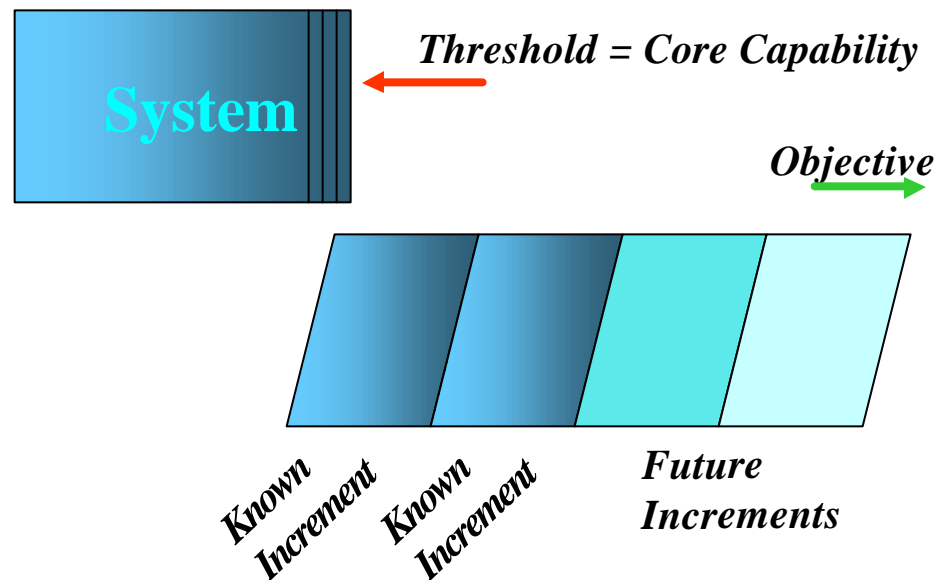 Threshold = Core Capability
System
Objective
Known
Increment
Known
Increment
Future
Increments